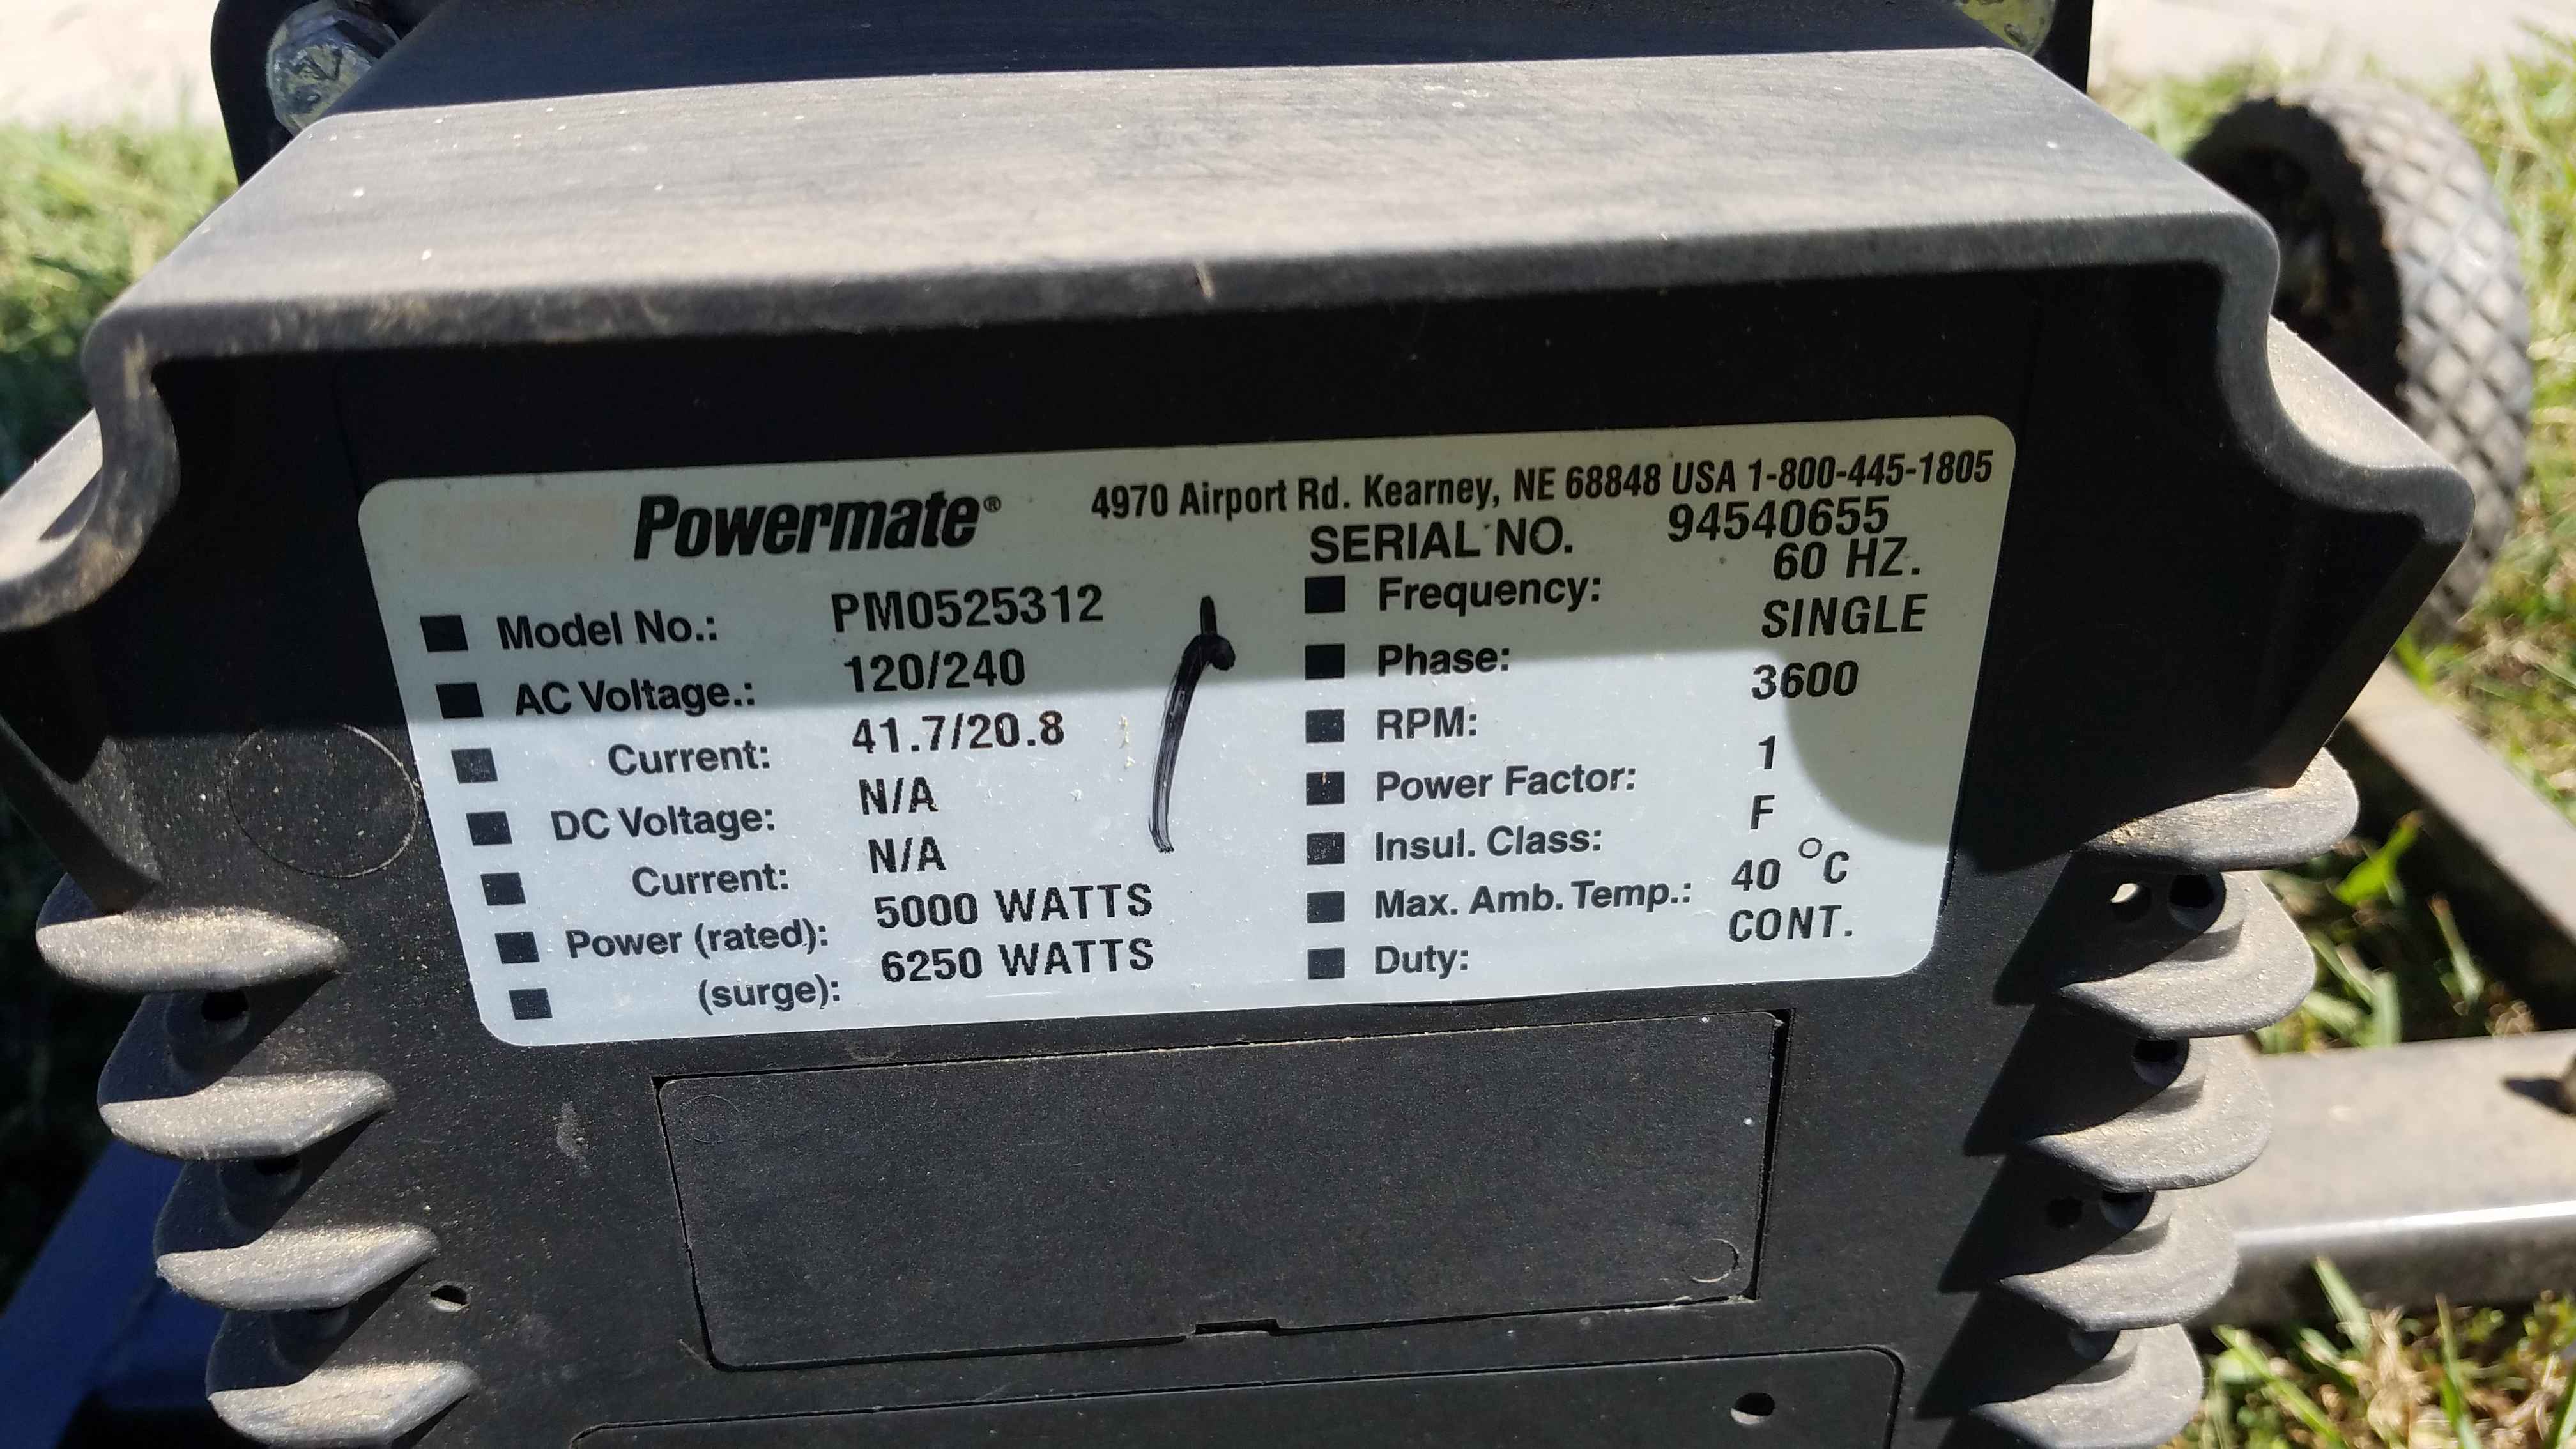 Powermate® 4970 Airport Rd. Kearney, NE 68848 USA 1-800-445-1805
SERIAL NO. 94540655
Model No.: PM0525312
AC Voltage.: 120/240
Current: 41.7/20.8
DC Voltage: N/A
Current: N/A
Power (rated): 5000 WATTS
(surge): 6250 WATTS
Frequency: 60 HZ.
Phase: SINGLE
RPM: 3600
Power Factor: 1
Insul. Class: F
Max. Amb. Temp.: 40 °C
Duty: CONT.